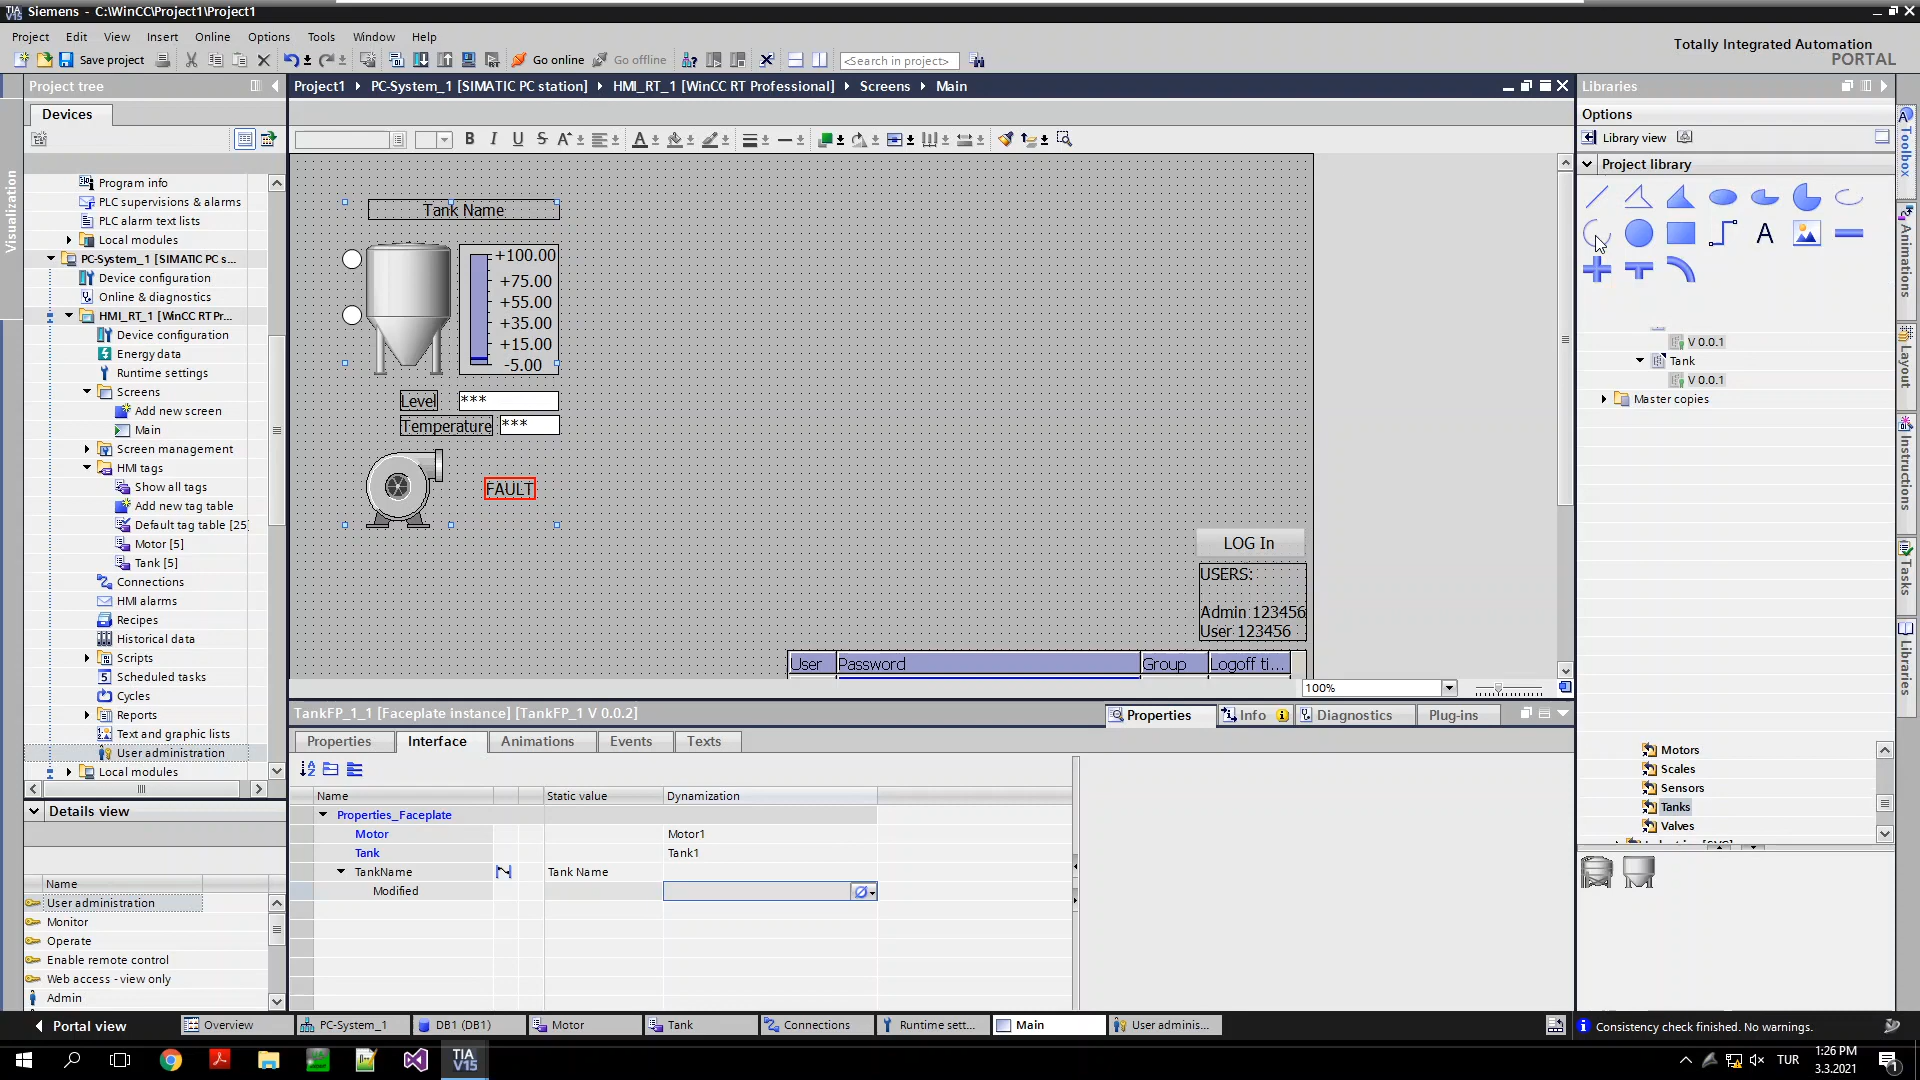 Siemens - C:\WinCC\Project1\Project1
Project Edit View Insert Online Options Tools Window Help
Totally Integrated Automation
PORTAL
Save project
Go online
Go offline
<Search in project>
Project tree
Devices
Visualization
Program info
PLC supervisions & alarms
PLC alarm text lists
Local modules
PC-System_1 [SIMATIC PC s...
Device configuration
Online & diagnostics
HMI_RT_1 [WinCC RT Pr...
Device configuration
Energy data
Runtime settings
Screens
Add new screen
Main
Screen management
HMI tags
Show all tags
Add new tag table
Default tag table [25
Motor [5]
Tank [5]
Connections
HMI alarms
Recipes
Historical data
Scripts
Scheduled tasks
Cycles
Reports
Text and graphic lists
User administration
Local modules
Details view
Name
User administration
Monitor
Operate
Enable remote control
Web access - view only
Admin
Project1 PC-System_1 [SIMATIC PC station] HMI_RT_1 [WinCC RT Professional] Screens Main
B I U S A A
Tank Name
+100.00
+75.00
+55.00
+35.00
+15.00
-5.00
Level ***
Temperature ***
FAULT
LOG In
USERS:
Admin 123456
User 123456
User Password Group Logoff ti...
100%
TankFP_1_1 [Faceplate instance] [TankFP_1 V 0.0.2]
Properties Info Diagnostics Plug-ins
Properties Interface Animations Events Texts
Name Static value Dynamization
Properties_Faceplate
Motor Motor1
Tank Tank1
TankName Tank Name
Modified
Libraries
Options
Library view
Project library
A
V 0.0.1
Tank
V 0.0.1
Master copies
Motors
Scales
Sensors
Tanks
Valves
Toolbox
Animations
Layout
Instructions
Tasks
Libraries
Portal view
Overview
PC-System_1
DB1 (DB1)
Motor
Tank
Connections
Runtime sett...
Main
User adminis...
Consistency check finished. No warnings.
TIA
V15
TUR
1:26 PM
3.3.2021
1